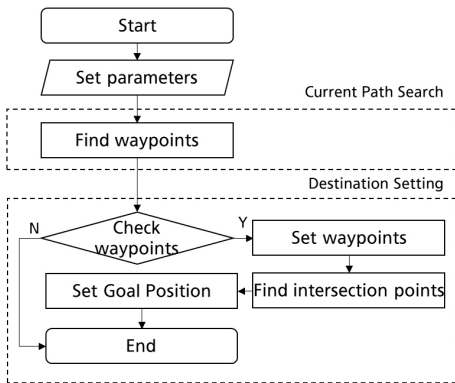 Start
Set parameters
Current Path Search
Find waypoints
Destination Setting
N
Check
waypoints
Y
Set waypoints
Set Goal Position
Find intersection points
End